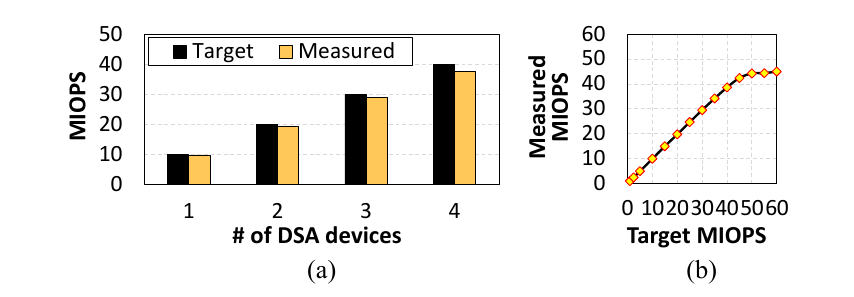 50
40
30
20
10
0
MIOPS
Target
Measured
1 2 3 4
# of DSA devices
(a)
60
50
40
30
20
10
0
Measured
MIOPS
0 10 20 30 40 50 60
Target MIOPS
(b)